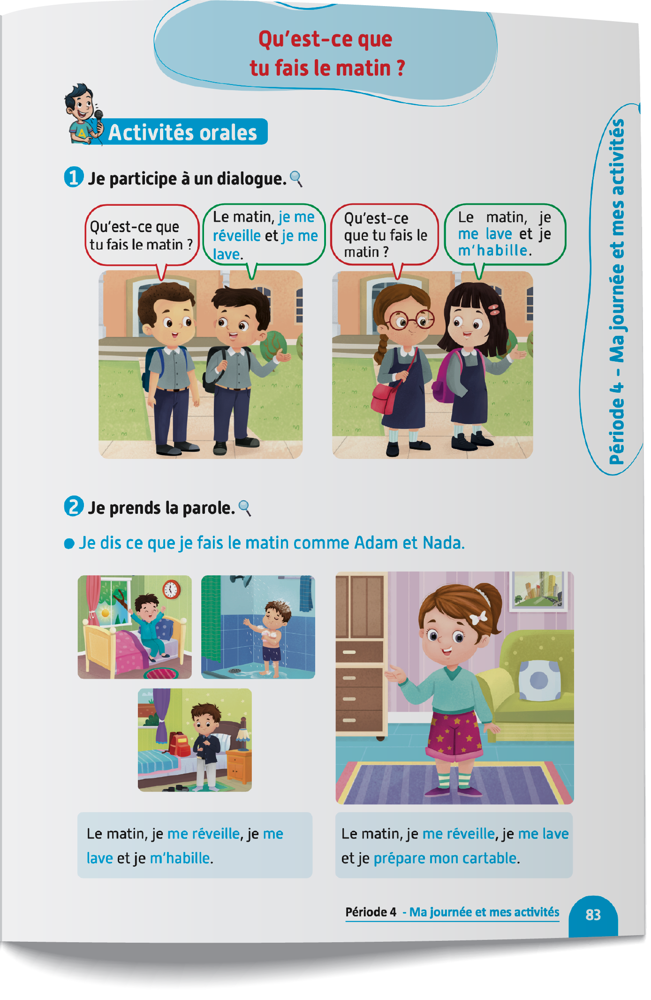 Qu'est-ce que
tu fais le matin ?
Activités orales
1 Je participe à un dialogue.
Qu'est-ce que
tu fais le matin ?
Le matin, je me
réveille et je me
lave.
Qu'est-ce
que tu fais le
matin ?
Le matin, je
me lave et je
m'habille.
A
2 Je prends la parole.
● Je dis ce que je fais le matin comme Adam et Nada.
Le matin, je me réveille, je me
lave et je m'habille.
Le matin, je me réveille, je me lave
et je prépare mon cartable.
Période 4 - Ma journée et mes activités
Période 4 - Ma journée et mes activités
83